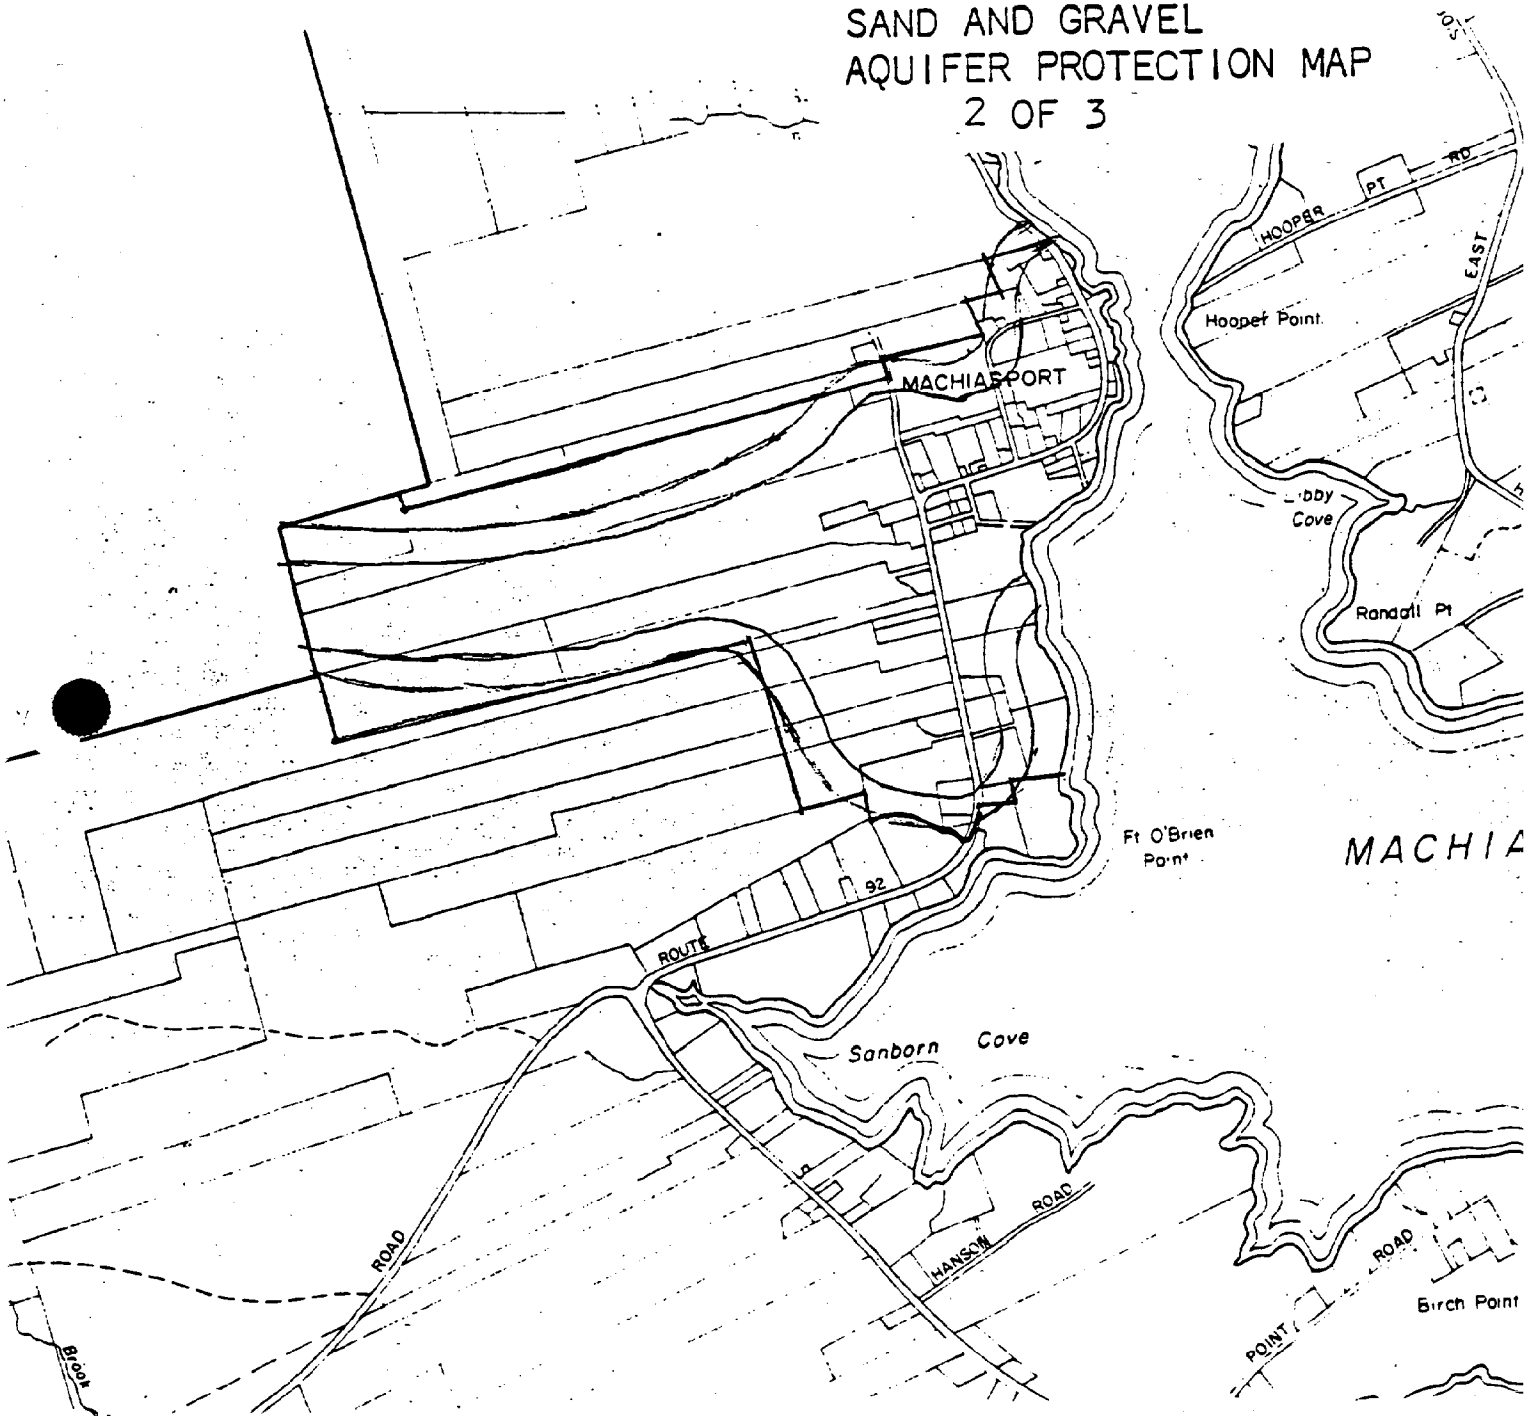 SAND AND GRAVEL
AQUIFER PROTECTION MAP
2 OF 3
HOOPER PT RD
EAST
Hooper Point
MACHIASPORT
Cove
Randall Pt
Ft O'Brien
Point
MACHIA
ROUTE 92
Sanborn Cove
ROAD
HANSON ROAD
POINT ROAD
Birch Point
Brook